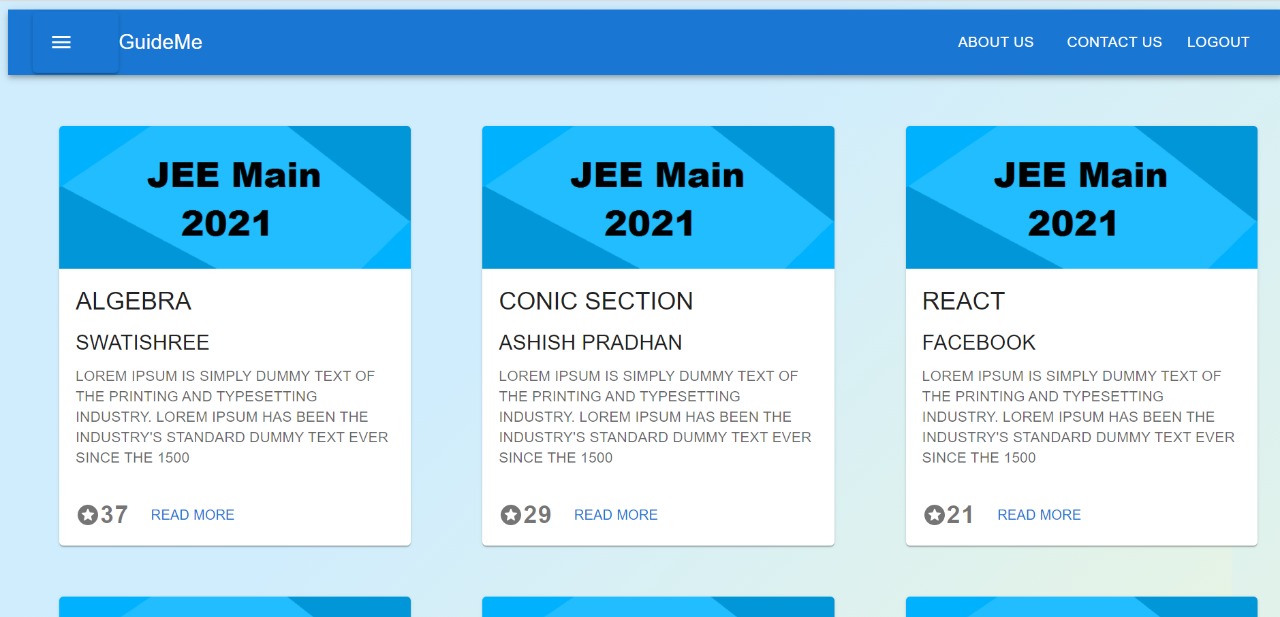 GuideMe ABOUT US CONTACT US LOGOUT
JEE Main
2021
ALGEBRA
SWATISHREE
LOREM IPSUM IS SIMPLY DUMMY TEXT OF
THE PRINTING AND TYPESETTING
INDUSTRY. LOREM IPSUM HAS BEEN THE
INDUSTRY'S STANDARD DUMMY TEXT EVER
SINCE THE 1500
37 READ MORE
JEE Main
2021
CONIC SECTION
ASHISH PRADHAN
LOREM IPSUM IS SIMPLY DUMMY TEXT OF
THE PRINTING AND TYPESETTING
INDUSTRY. LOREM IPSUM HAS BEEN THE
INDUSTRY'S STANDARD DUMMY TEXT EVER
SINCE THE 1500
29 READ MORE
JEE Main
2021
REACT
FACEBOOK
LOREM IPSUM IS SIMPLY DUMMY TEXT OF
THE PRINTING AND TYPESETTING
INDUSTRY. LOREM IPSUM HAS BEEN THE
INDUSTRY'S STANDARD DUMMY TEXT EVER
SINCE THE 1500
21 READ MORE